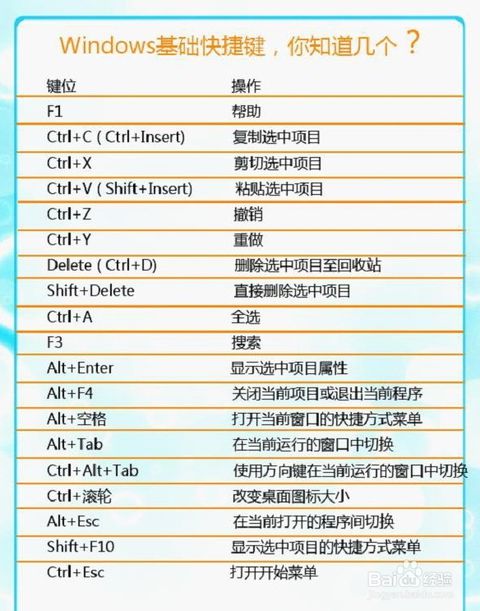 Windows基础快捷键，你知道几个？
键位 操作
F1 帮助
Ctrl+C ( Ctrl+Insert) 复制选中项目
Ctrl+X 剪切选中项目
Ctrl+V ( Shift+Insert) 粘贴选中项目
Ctrl+Z 撤销
Ctrl+Y 重做
Delete ( Ctrl+D) 删除选中项目至回收站
Shift+Delete 直接删除选中项目
Ctrl+A 全选
F3 搜索
Alt+Enter 显示选中项目属性
Alt+F4 关闭当前项目或退出当前程序
Alt+空格 打开当前窗口的快捷方式菜单
Alt+Tab 在当前运行的窗口中切换
Ctrl+Alt+Tab 使用方向键在当前运行的窗口中切换
Ctrl+滚轮 改变桌面图标大小
Alt+Esc 在当前打开的程序间切换
Shift+F10 显示选中项目的快捷方式菜单
Ctrl+Esc 打开开始菜单
Baidu经验
jingyan.baidu.com